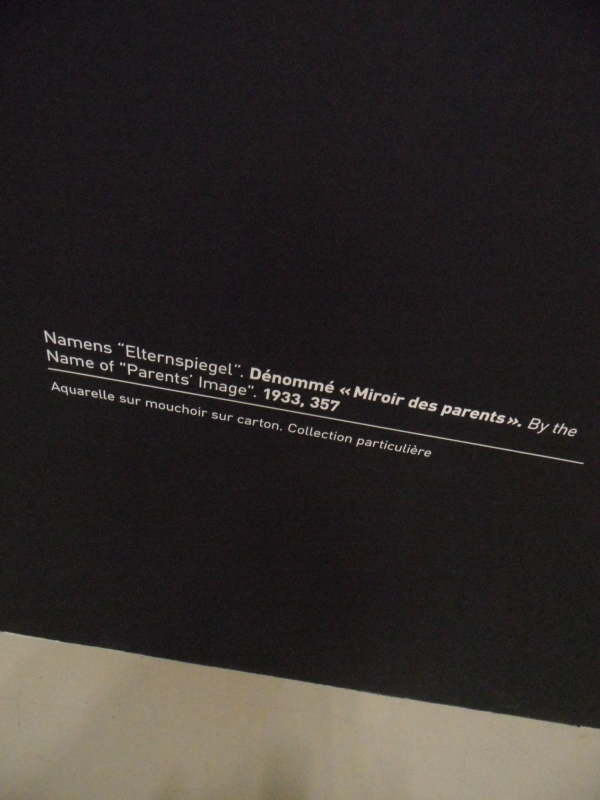 Namens “Elternspiegel”. Dénommé « Miroir des parents ». By the
Name of "Parents’ Image". 1933, 357
Aquarelle sur mouchoir sur carton. Collection particulière